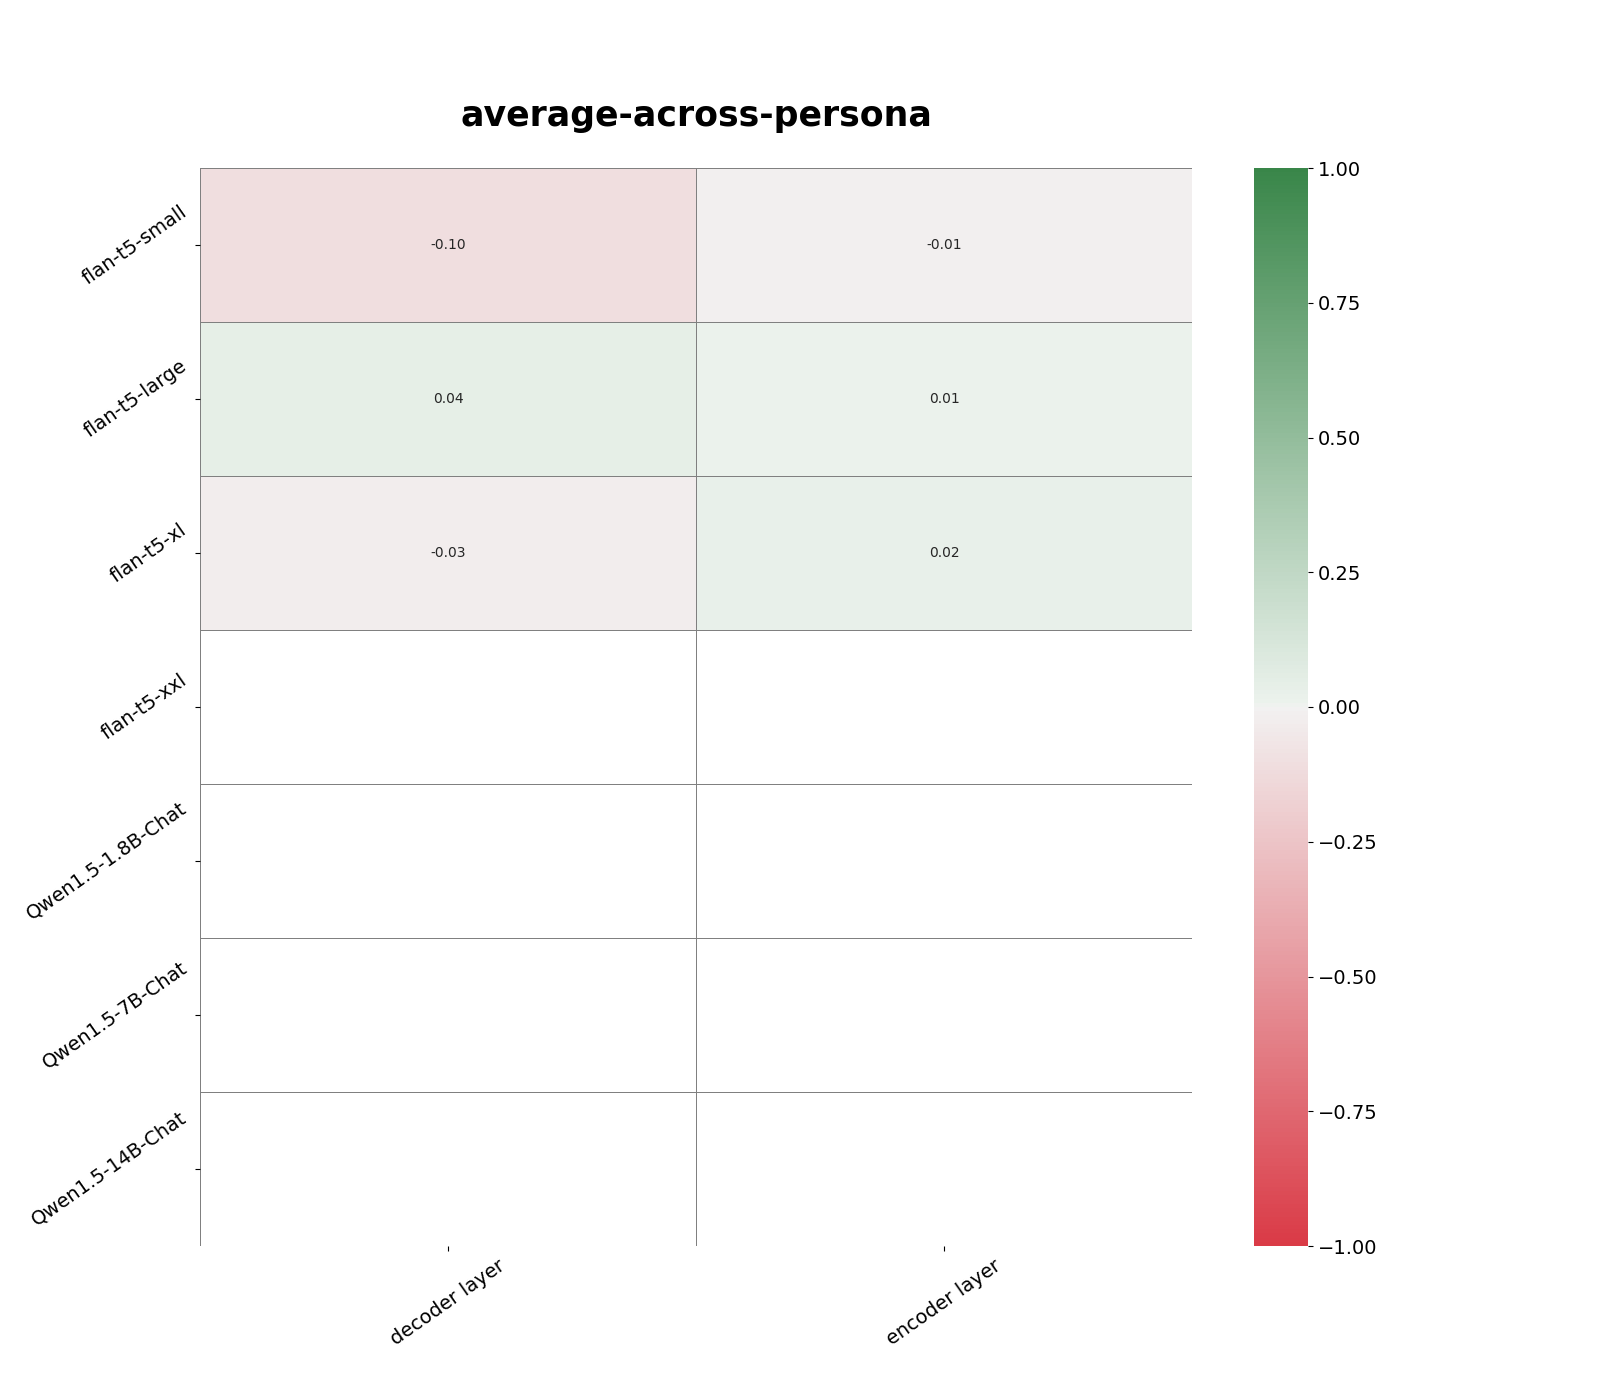 average-across-persona
flan-t5-small
-0.10
-0.01
flan-t5-large
0.04
0.01
flan-t5-xl
-0.03
0.02
flan-t5-xxl
Qwen1.5-1.8B-Chat
Qwen1.5-7B-Chat
Qwen1.5-14B-Chat
decoder layer
encoder layer
1.00
0.75
0.50
0.25
0.00
−0.25
−0.50
−0.75
−1.00